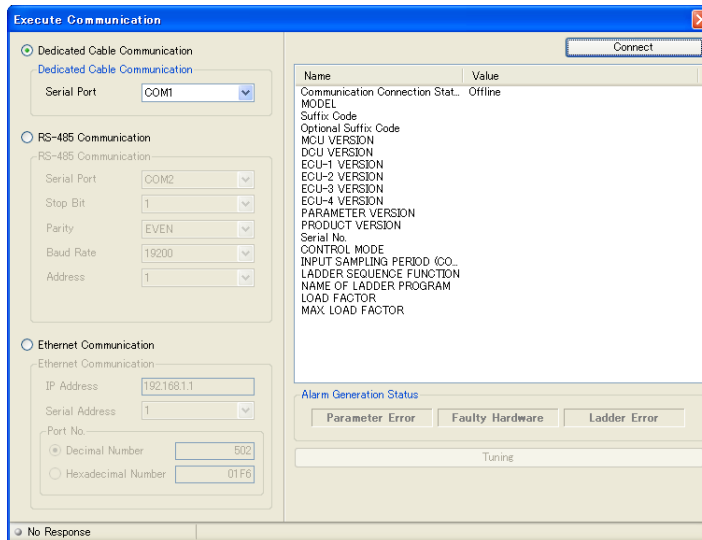 Execute Communication
Dedicated Cable Communication
Dedicated Cable Communication
Serial Port COM1
RS-485 Communication
RS-485 Communication
Serial Port COM2
Stop Bit 1
Parity EVEN
Baud Rate 19200
Address 1
Ethernet Communication
Ethernet Communication
IP Address 192.168.1.1
Serial Address 1
Port No.
Decimal Number 502
Hexadecimal Number 01F6
Connect
Name Value
Communication Connection Stat... Offline
MODEL
Suffix Code
Optional Suffix Code
MCU VERSION
DCU VERSION
ECU-1 VERSION
ECU-2 VERSION
ECU-3 VERSION
ECU-4 VERSION
PARAMETER VERSION
PRODUCT VERSION
Serial No.
CONTROL MODE
INPUT SAMPLING PERIOD (CO...
LADDER SEQUENCE FUNCTION
NAME OF LADDER PROGRAM
LOAD FACTOR
MAX. LOAD FACTOR
Alarm Generation Status
Parameter Error Faulty Hardware Ladder Error
Tuning
No Response